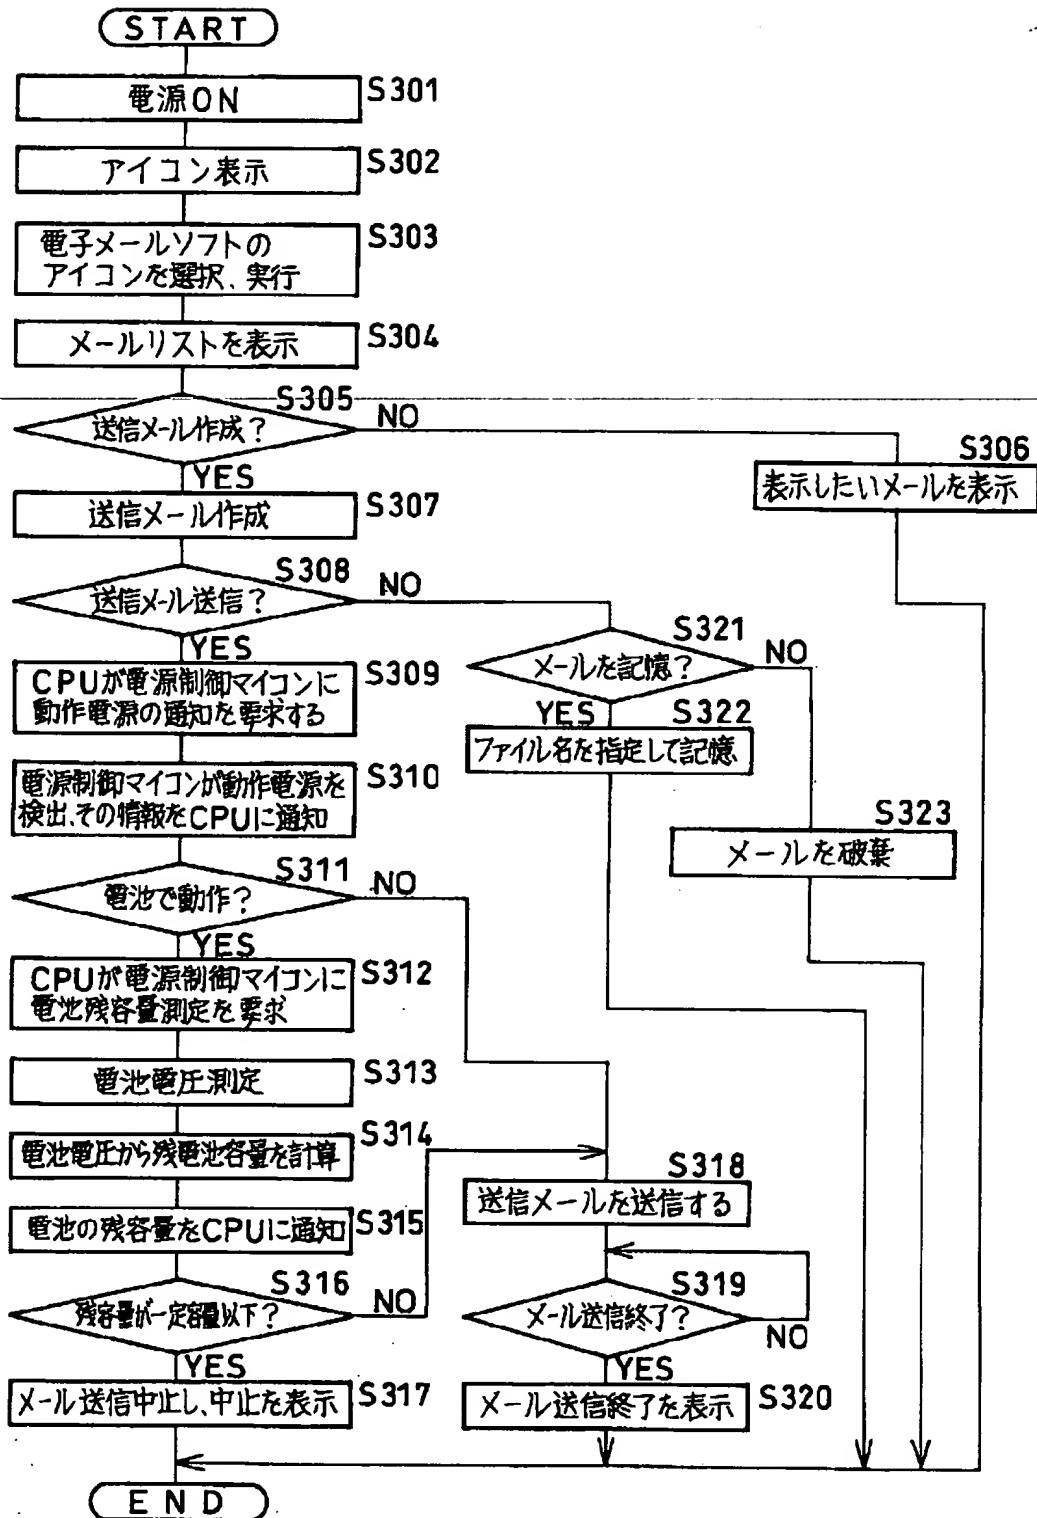 START
電源ON
S301
アイコン表示
S302
電子メールソフトの
アイコンを選択、実行
S303
メールリストを表示
S304
送信メール作成?
S305
NO
YES
S306
表示したいメールを表示
送信メール作成
S307
送信メール送信?
S308
NO
YES
CPUが電源制御マイコンに
動作電源の通知を要求する
S309
メールを記憶?
S321
NO
YES
S322
ファイル名を指定して記憶
電源制御マイコンが動作電源を
検出、その情報をCPUに通知
S310
S323
メールを破棄
電池で動作?
S311
NO
YES
CPUが電源制御マイコンに
電池残容量測定を要求
S312
電池電圧測定
S313
電池電圧から残電池容量を計算
S314
電池の残容量をCPUに通知
S315
残容量が一定容量以下?
S316
NO
YES
メール送信中止し、中止を表示
S317
S318
送信メールを送信する
S319
メール送信終了?
NO
YES
メール送信終了を表示
S320
END